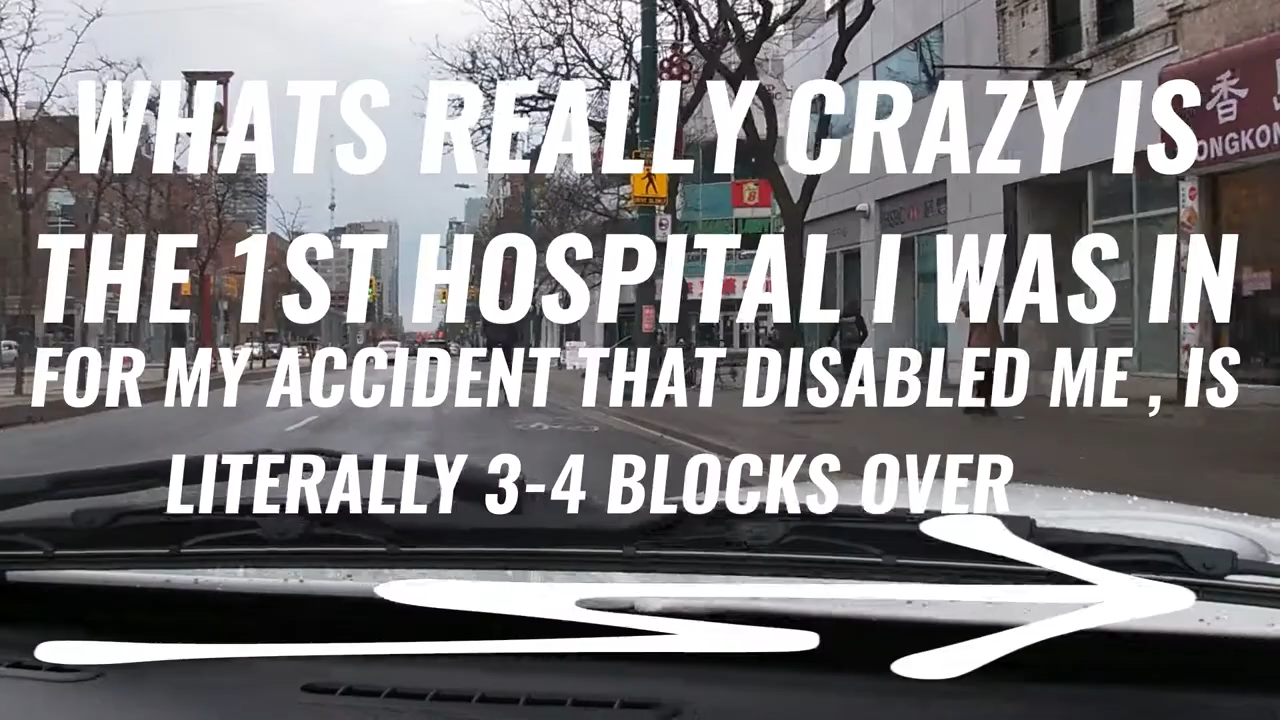 WHATS REALLY CRAZY IS
THE 1ST HOSPITAL I WAS IN
FOR MY ACCIDENT THAT DISABLED ME , IS
LITERALLY 3-4 BLOCKS OVER
香
HSBC